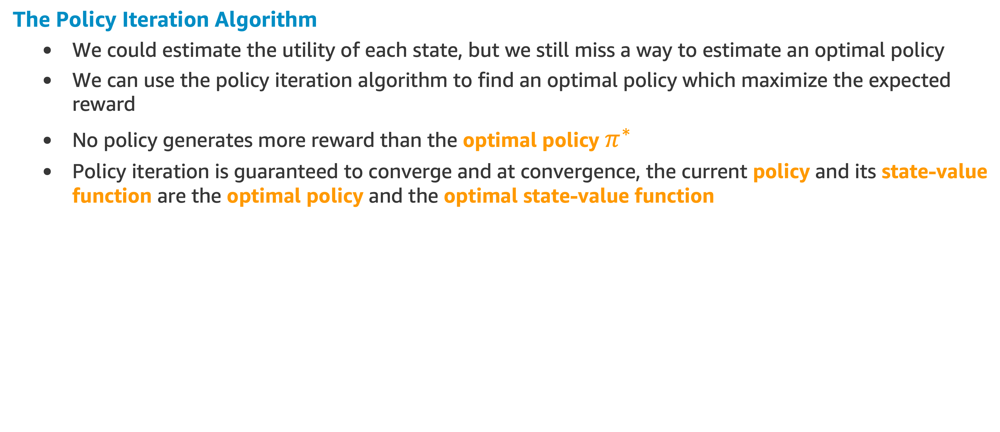 The Policy Iteration Algorithm
• We could estimate the utility of each state, but we still miss a way to estimate an optimal policy
• We can use the policy iteration algorithm to find an optimal policy which maximize the expected
reward
• No policy generates more reward than the optimal policy π*
• Policy iteration is guaranteed to converge and at convergence, the current policy and its state-value
function are the optimal policy and the optimal state-value function